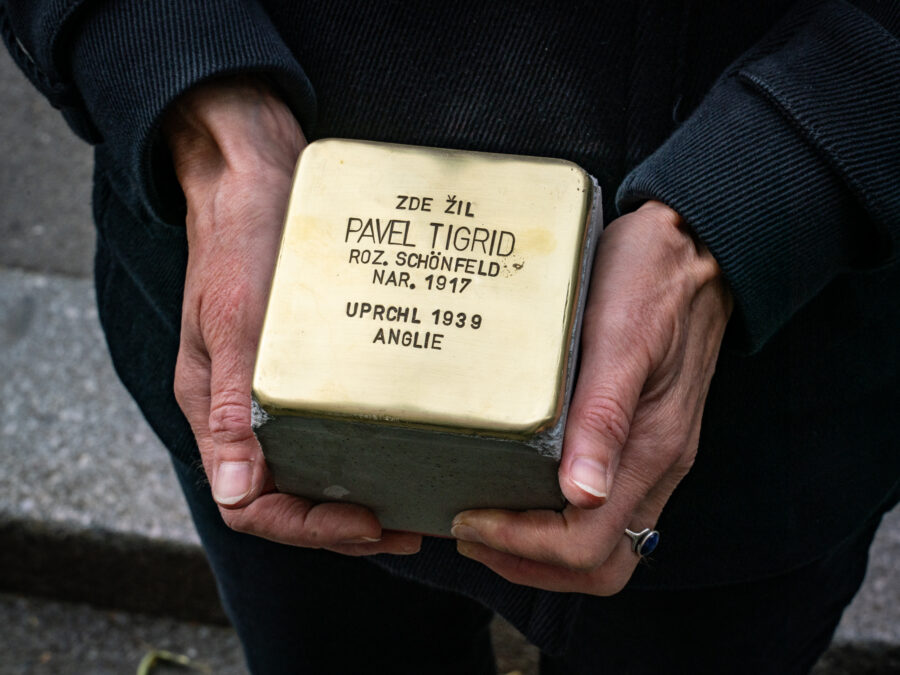 ZDE ŽIL
PAVEL TIGRID
ROZ. SCHÖNFELD
NAR. 1917
UPRCHL 1939
ANGLIE